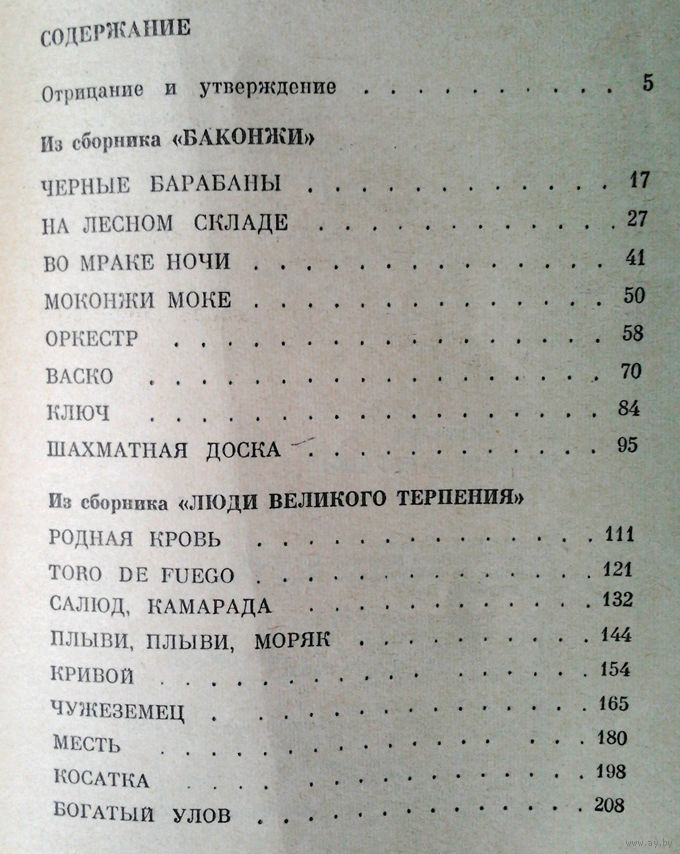 СОДЕРЖАНИЕ
Отрицание и утверждение . . . . . . . . . . 5
Из сборника «БАКОНЖИ»
ЧЕРНЫЕ БАРАБАНЫ . . . . . . . . . . . . 17
НА ЛЕСНОМ СКЛАДЕ . . . . . . . . . . . . 27
ВО МРАКЕ НОЧИ . . . . . . . . . . . . . . 41
МОКОНЖИ МОКЕ . . . . . . . . . . . . . . 50
ОРКЕСТР . . . . . . . . . . . . . . . . . 58
ВАСКО . . . . . . . . . . . . . . . . . . 70
КЛЮЧ . . . . . . . . . . . . . . . . . . 84
ШАХМАТНАЯ ДОСКА . . . . . . . . . . . . 95
Из сборника «ЛЮДИ ВЕЛИКОГО ТЕРПЕНИЯ»
РОДНАЯ КРОВЬ . . . . . . . . . . . . . 111
TORO DE FUEGO . . . . . . . . . . . . . 121
САЛЮД, КАМАРАДА . . . . . . . . . . . 132
ПЛЫВИ, ПЛЫВИ, МОРЯК . . . . . . . . . 144
КРИВОЙ . . . . . . . . . . . . . . . . 154
ЧУЖЕЗЕМЕЦ . . . . . . . . . . . . . . 165
МЕСТЬ . . . . . . . . . . . . . . . . 180
КОСАТКА . . . . . . . . . . . . . . . 198
БОГАТЫЙ УЛОВ . . . . . . . . . . . . . 208
www.ay.by